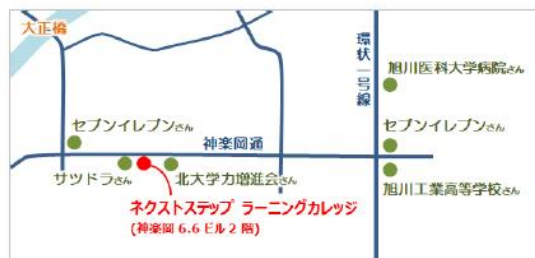 大正橋
環状一号線
旭川医科大学病院さん
セブンイレブンさん
神楽岡通
セブンイレブンさん
サツドラさん
北大学力増進会さん
旭川工業高等学校さん
ネクストステップ ラーニングカレッジ
(神楽岡 6.6 ビル 2 階)